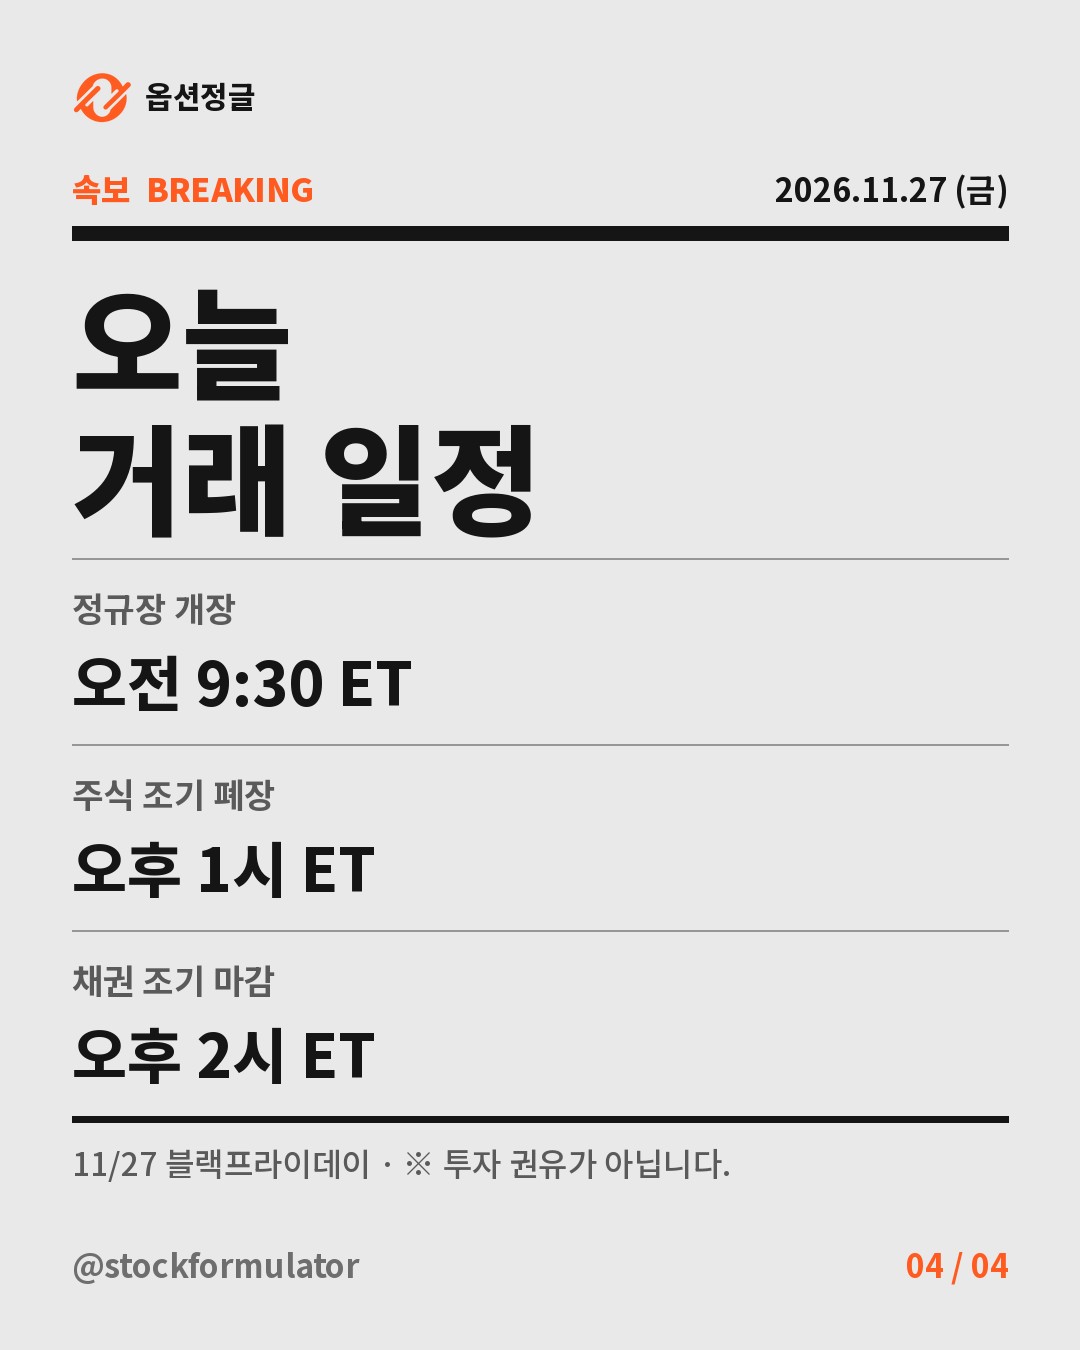 옵션정글
속보 BREAKING
2026.11.27 (금)
오늘
거래 일정
정규장 개장
오전 9:30 ET
주식 조기 폐장
오후 1시 ET
채권 조기 마감
오후 2시 ET
11/27 블랙프라이데이 · ※ 투자 권유가 아닙니다.
@stockformulator
04 / 04